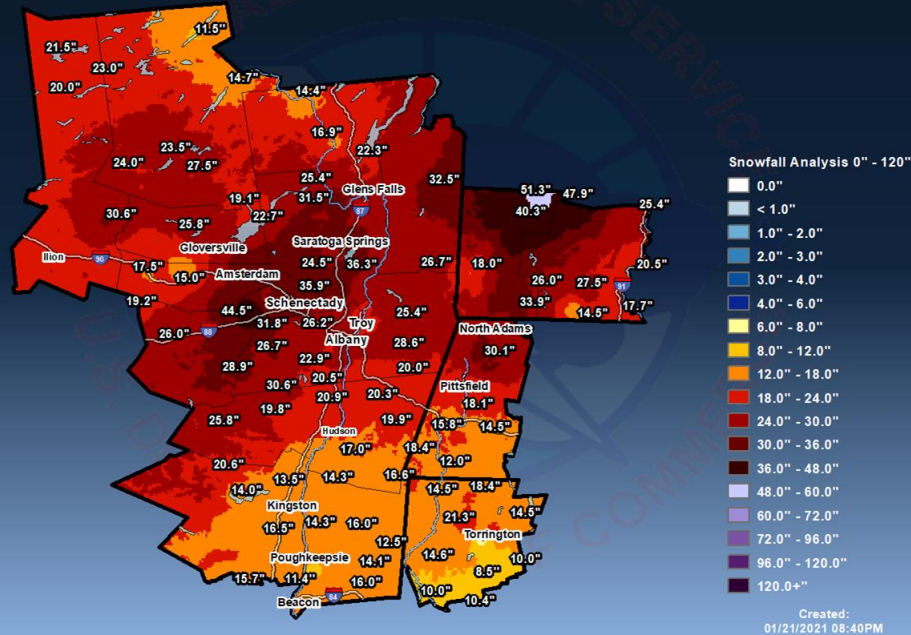 11.5"
21.5"
23.0"
20.0"
14.7"
14.4"
16.9"
22.3"
23.5"
24.0"
27.5"
25.4"
32.5"
Glens Falls
31.5"
19.1"
87
51.3"
47.9"
40.3"
25.4"
30.6"
22.7"
25.8"
Gloversville
Saratoga Springs
Ilion
90
17.5"
15.0"
Amsterdam
24.5"
36.3"
26.7"
18.0"
20.5"
26.0"
27.5"
91
35.9"
19.2"
Schenectady
33.9"
17.7"
14.5"
44.5"
31.8"
26.2"
Troy
25.4"
26.0"
88
Albany
North Adams
26.7"
28.6"
30.1"
22.9"
28.9"
20.0"
30.6"
20.5"
Pittsfield
20.9"
20.3"
18.1"
19.8"
25.8"
19.9"
15.8"
14.5"
Hudson
17.0"
18.4"
20.6"
12.0"
13.5"
14.3"
16.6"
14.0"
14.5"
18.4"
Kingston
14.3"
16.0"
21.3"
14.5"
16.5"
12.5"
Torrington
Poughkeepsie
14.1"
14.6"
10.0"
8.5"
15.7"
11.4"
16.0"
10.0"
10.4"
Beacon
84
Snowfall Analysis 0" - 120"
0.0"
< 1.0"
1.0" - 2.0"
2.0" - 3.0"
3.0" - 4.0"
4.0" - 6.0"
6.0" - 8.0"
8.0" - 12.0"
12.0" - 18.0"
18.0" - 24.0"
24.0" - 30.0"
30.0" - 36.0"
36.0" - 48.0"
48.0" - 60.0"
60.0" - 72.0"
72.0" - 96.0"
96.0" - 120.0"
120.0+"
Created:
01/21/2021 08:40PM